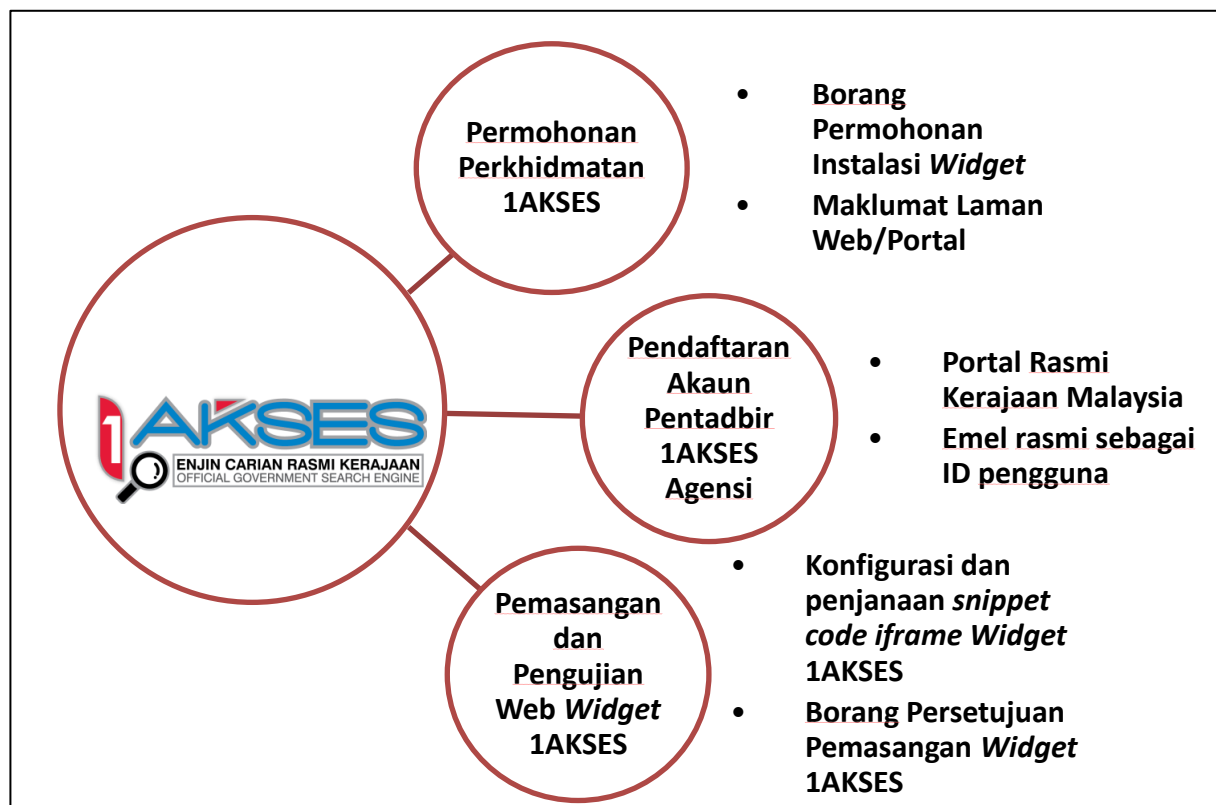 1AKSES
ENJIN CARIAN RASMI KERAJAAN
OFFICIAL GOVERNMENT SEARCH ENGINE
Permohonan
Perkhidmatan
1AKSES
• Borang
Permohonan
Instalasi Widget
• Maklumat Laman
Web/Portal
Pendaftaran
Akaun
Pentadbir
1AKSES
Agensi
• Portal Rasmi
Kerajaan Malaysia
• Emel rasmi sebagai
ID pengguna
Pemasangan
dan
Pengujian
Web Widget
1AKSES
• Konfigurasi dan
penjanaan snippet
code iframe Widget
1AKSES
• Borang Persetujuan
Pemasangan Widget
1AKSES